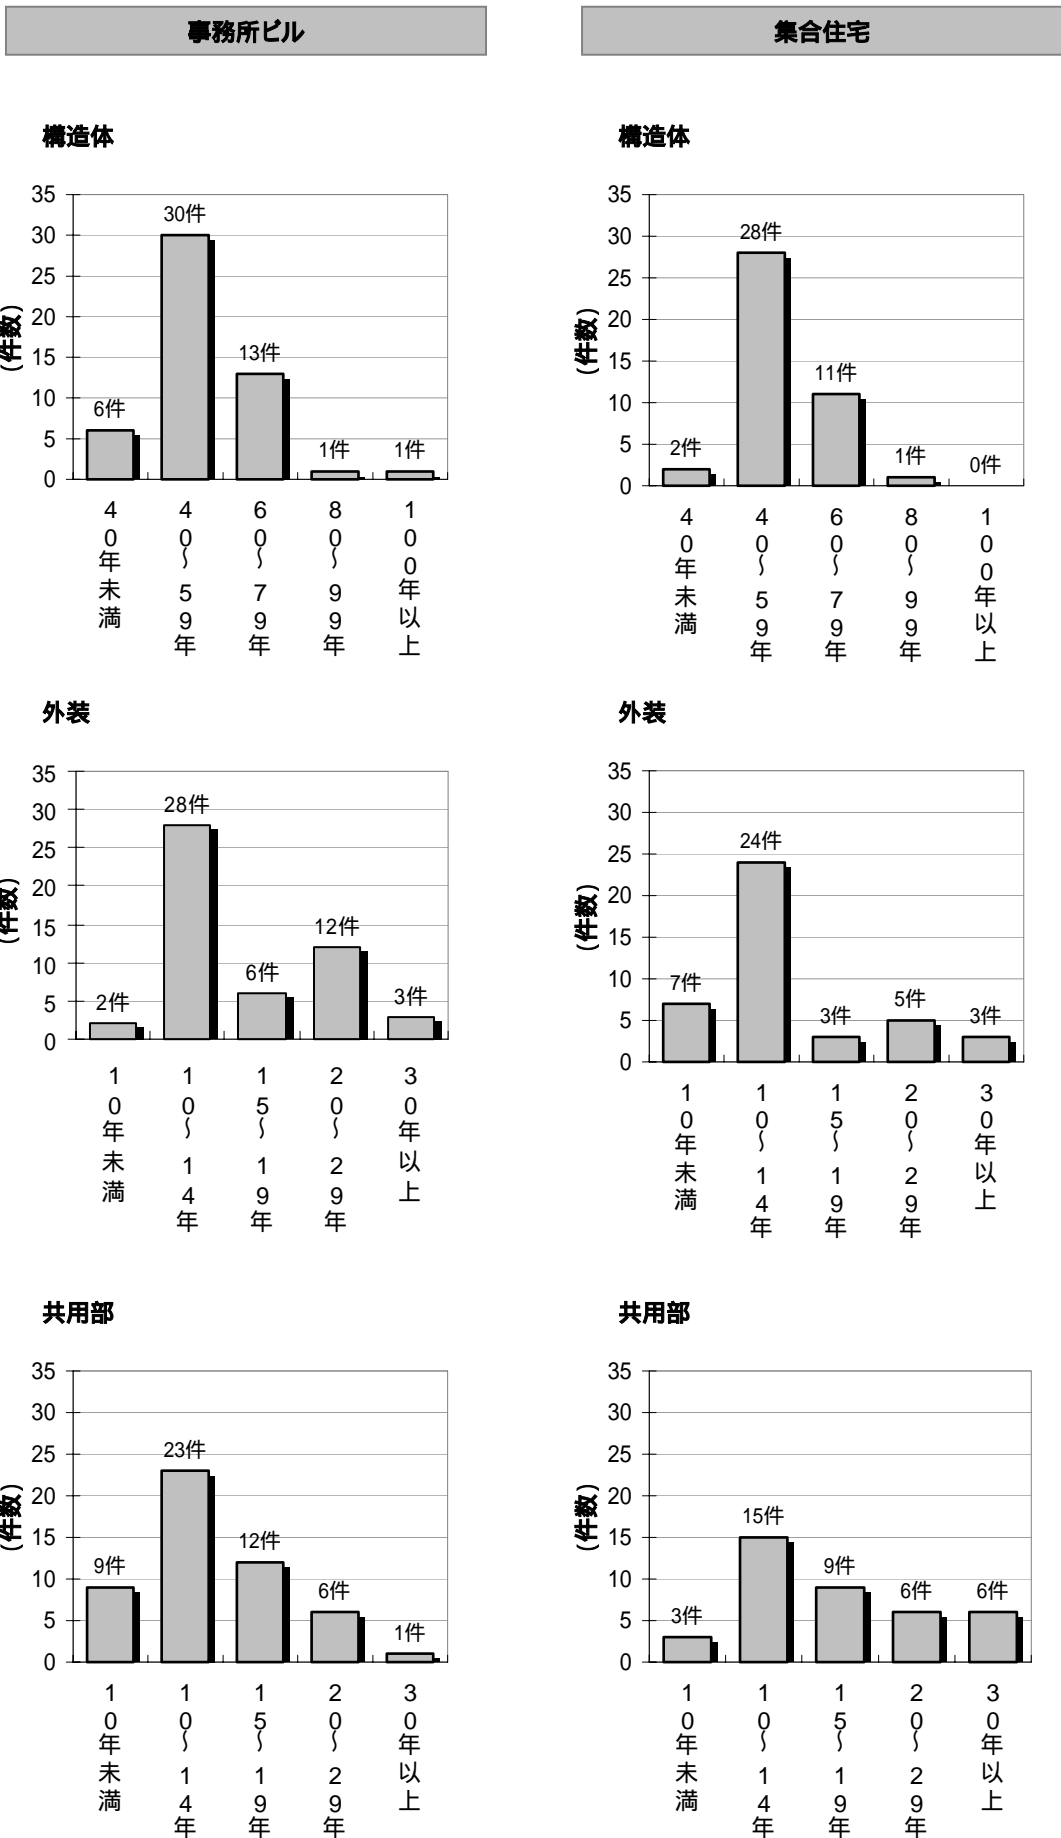 事務所ビル
集合住宅
構造体
(件数)
35
30
25
20
15
10
5
0
6件
30件
13件
1件
1件
40年未満
40～59年
60～79年
80～99年
100年以上
構造体
(件数)
35
30
25
20
15
10
5
0
2件
28件
11件
1件
0件
40年未満
40～59年
60～79年
80～99年
100年以上
外装
(件数)
35
30
25
20
15
10
5
0
2件
28件
6件
12件
3件
10年未満
10～14年
15～19年
20～29年
30年以上
外装
(件数)
35
30
25
20
15
10
5
0
7件
24件
3件
5件
3件
10年未満
10～14年
15～19年
20～29年
30年以上
共用部
(件数)
35
30
25
20
15
10
5
0
9件
23件
12件
6件
1件
10年未満
10～14年
15～19年
20～29年
30年以上
共用部
(件数)
35
30
25
20
15
10
5
0
3件
15件
9件
6件
6件
10年未満
10～14年
15～19年
20～29年
30年以上